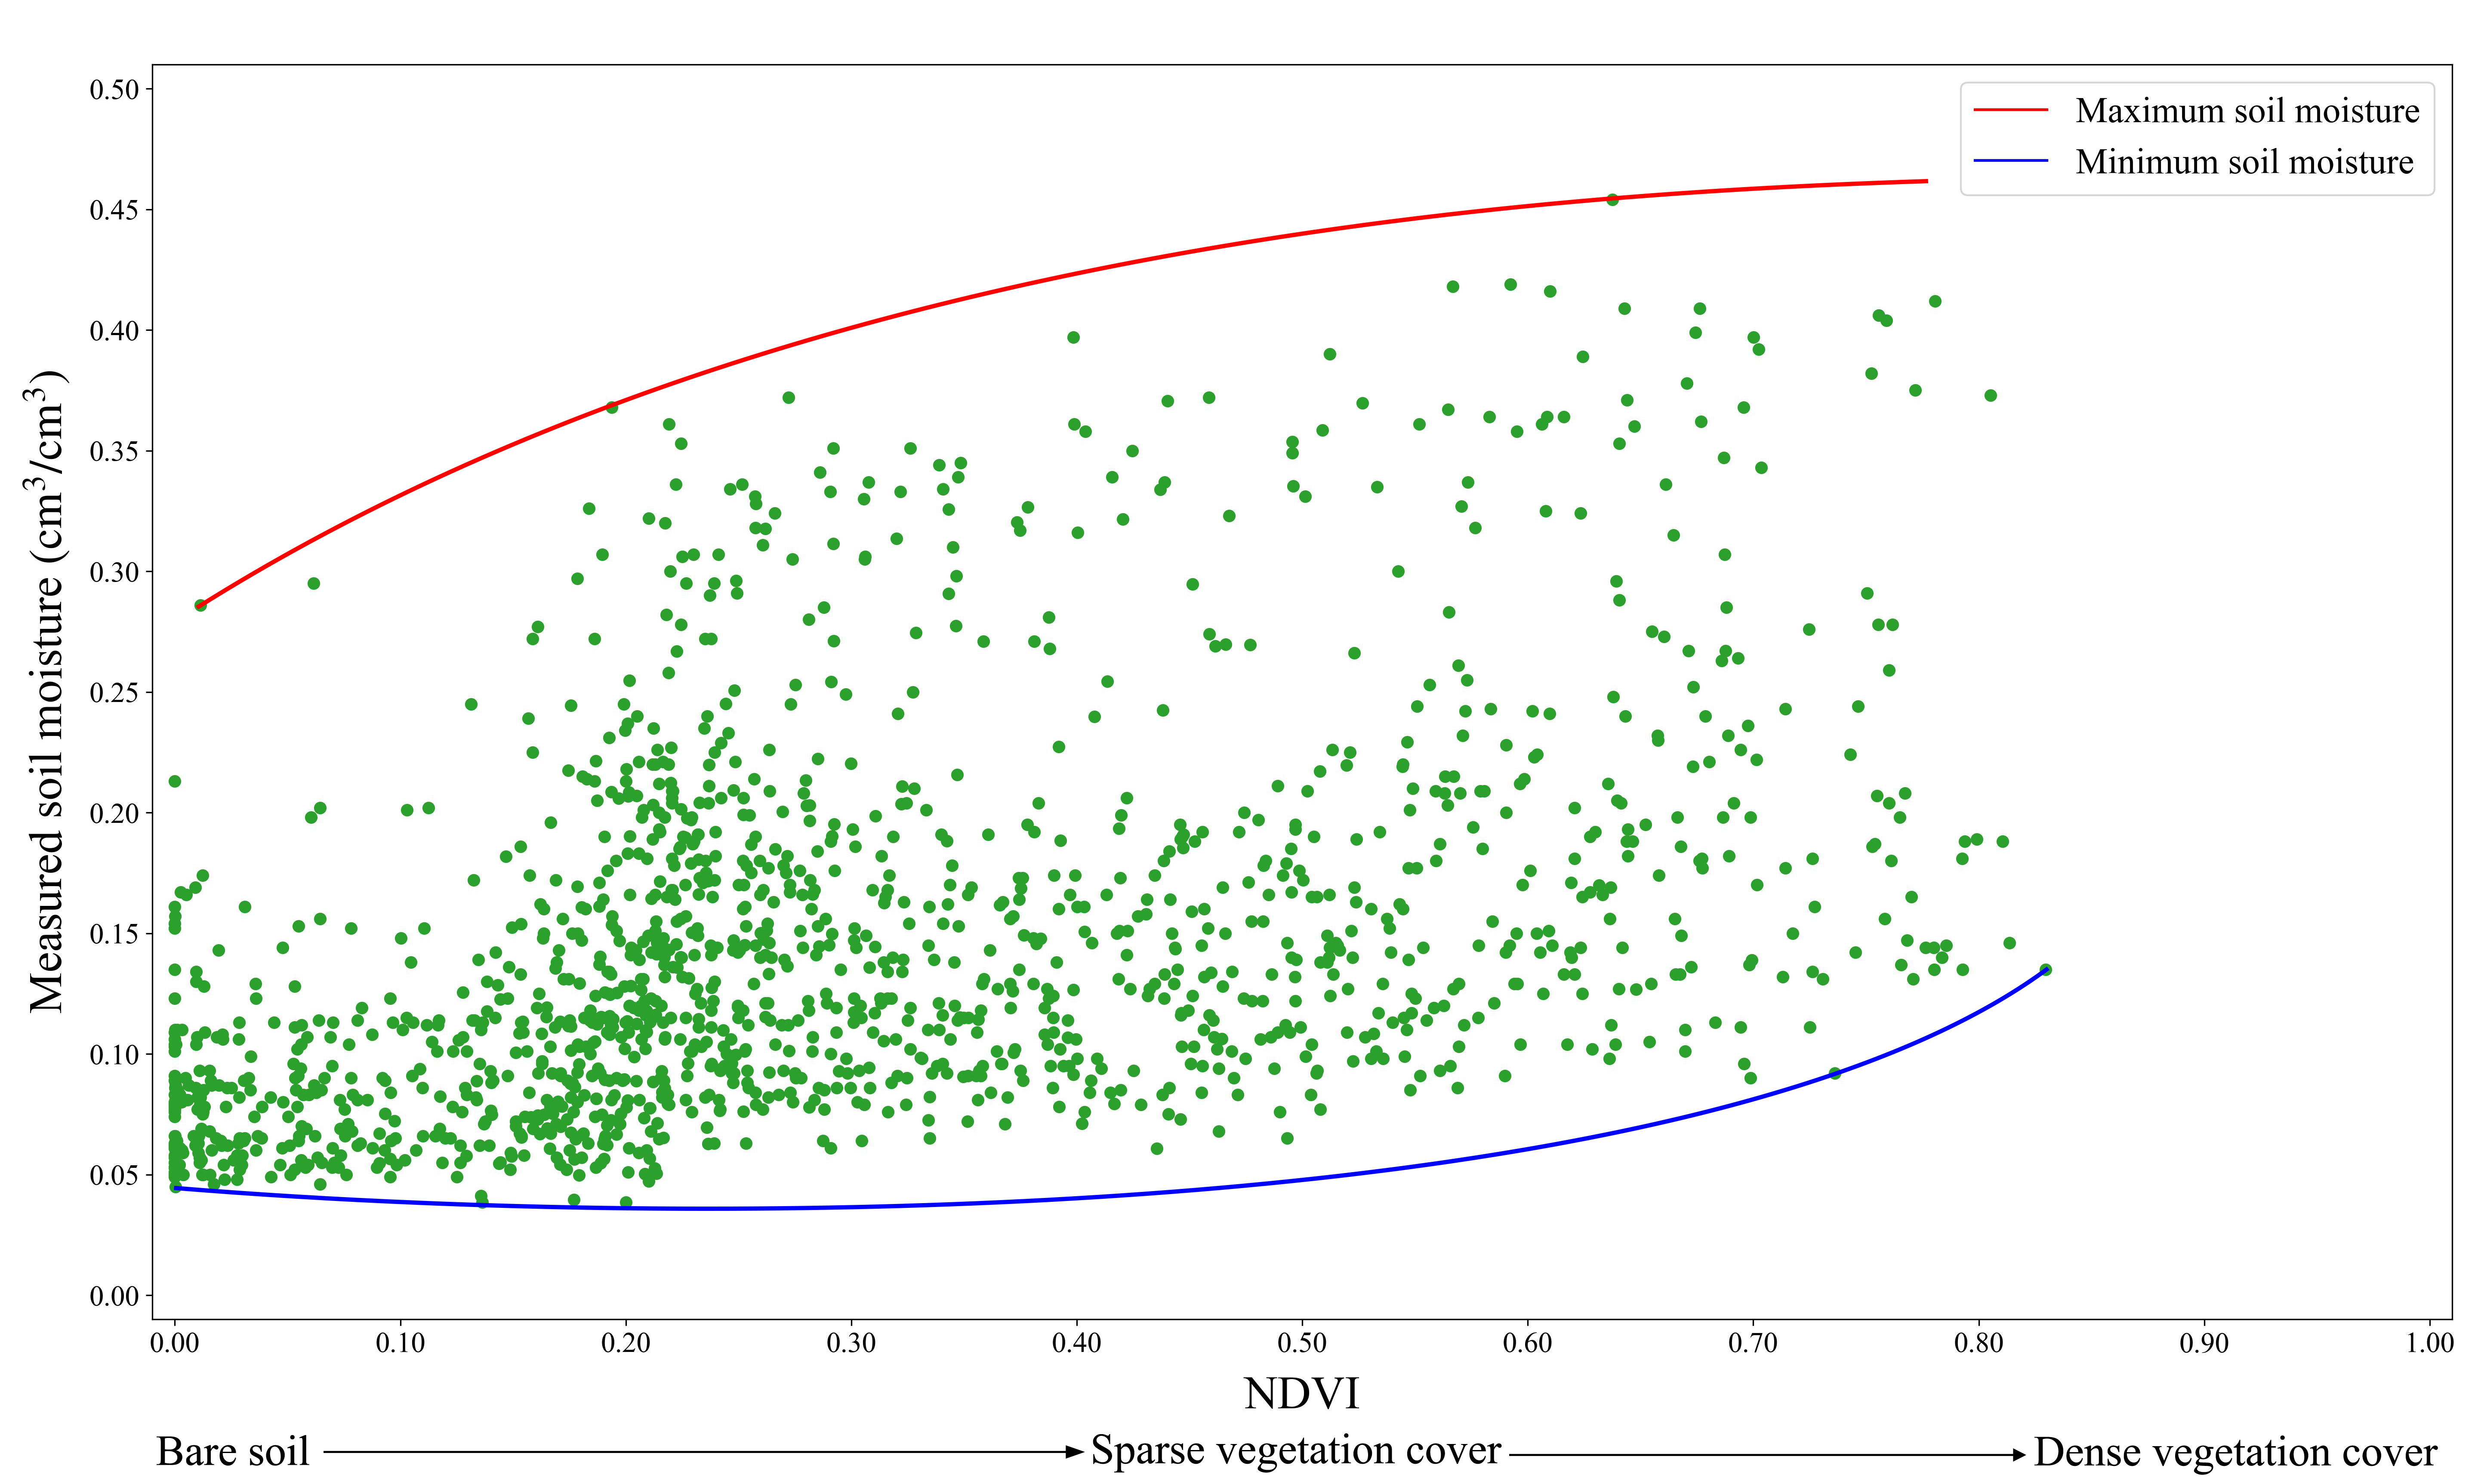 Maximum soil moisture
Minimum soil moisture
Measured soil moisture (cm³/cm³)
0.50
0.45
0.40
0.35
0.30
0.25
0.20
0.15
0.10
0.05
0.00
0.00 0.10 0.20 0.30 0.40 0.50 0.60 0.70 0.80 0.90 1.00
NDVI
Bare soil Sparse vegetation cover Dense vegetation cover